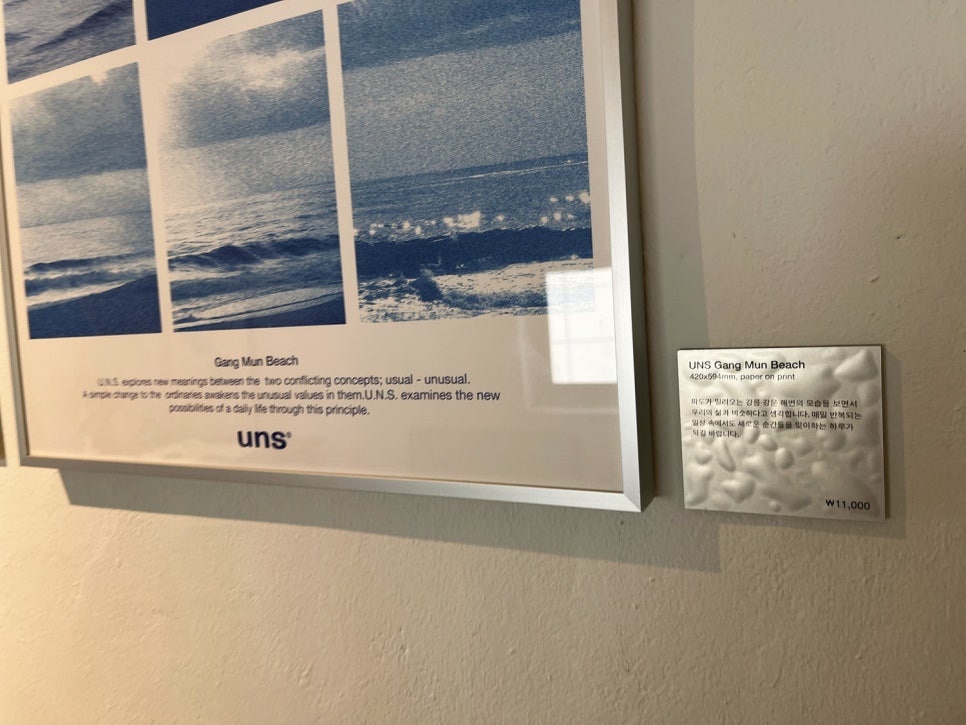 Gang Mun Beach
U.N.S. explores new meanings between the two conflicting concepts; usual - unusual.
A simple change to the ordinaries awakens the unusual values in them.U.N.S. examines the new
possibilities of a daily life through this principle.
uns®
UNS Gang Mun Beach
420x594mm, paper on print
파도가 밀려오는 강릉 강문 해변의 모습을 보면서
우리의 삶과 비슷하다고 생각합니다. 매일 반복되는
일상 속에서도 새로운 순간들을 맞이하는 하루가
되길 바랍니다.
₩11,000